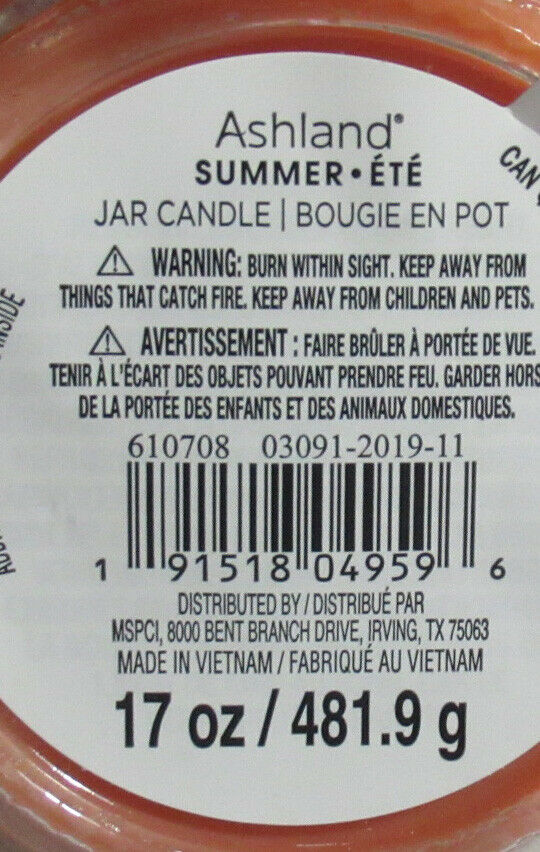 Ashland®
SUMMER • ÉTÉ
JAR CANDLE | BOUGIE EN POT
⚠ WARNING: BURN WITHIN SIGHT. KEEP AWAY FROM
THINGS THAT CATCH FIRE. KEEP AWAY FROM CHILDREN AND PETS.
⚠ AVERTISSEMENT : FAIRE BRÛLER À PORTÉE DE VUE.
TENIR À L'ÉCART DES OBJETS POUVANT PRENDRE FEU. GARDER HORS
DE LA PORTÉE DES ENFANTS ET DES ANIMAUX DOMESTIQUES.
610708 03091-2019-11
1 91518 04959 6
DISTRIBUTED BY / DISTRIBUÉ PAR
MSPCI, 8000 BENT BRANCH DRIVE, IRVING, TX 75063
MADE IN VIETNAM / FABRIQUÉ AU VIETNAM
17 oz / 481.9 g
INSIDE
CAN